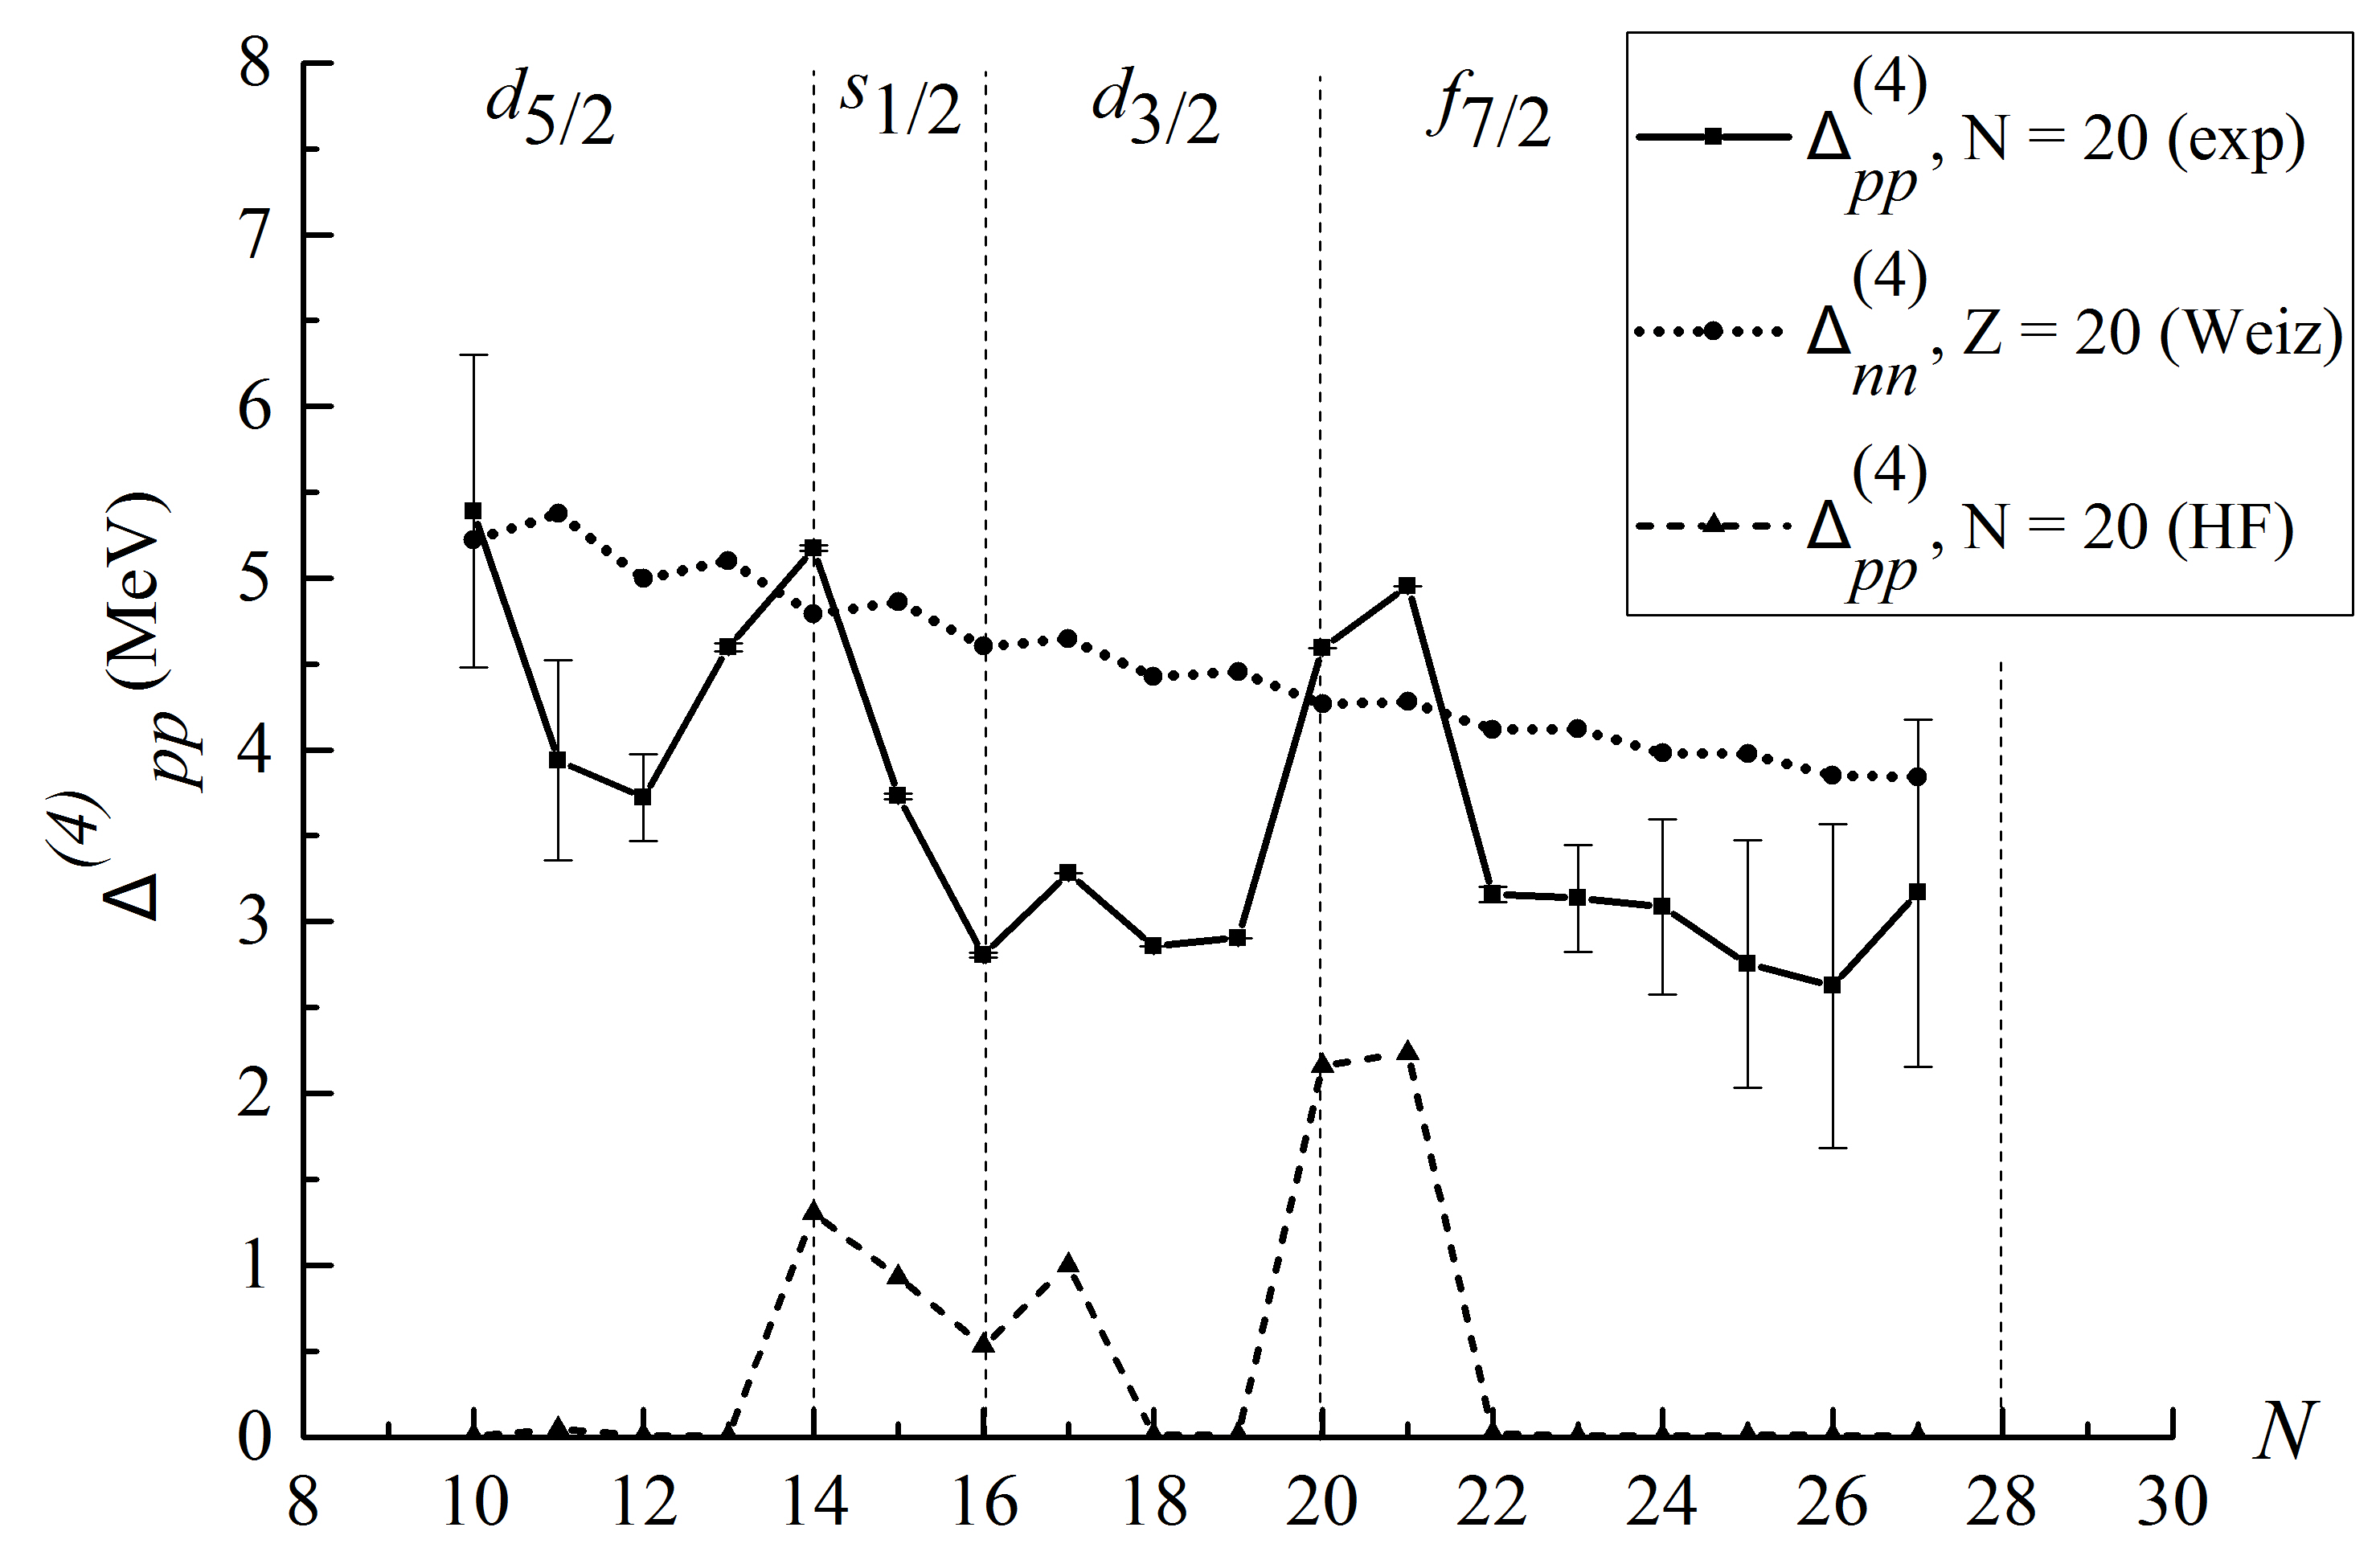 8
7
6
5
4
3
2
1
0
Δ(4)pp (MeV)
d5/2
s1/2
d3/2
f7/2
Δ(4)pp, N = 20 (exp)
Δ(4)nn, Z = 20 (Weiz)
Δ(4)pp, N = 20 (HF)
8 10 12 14 16 18 20 22 24 26 28 30
N